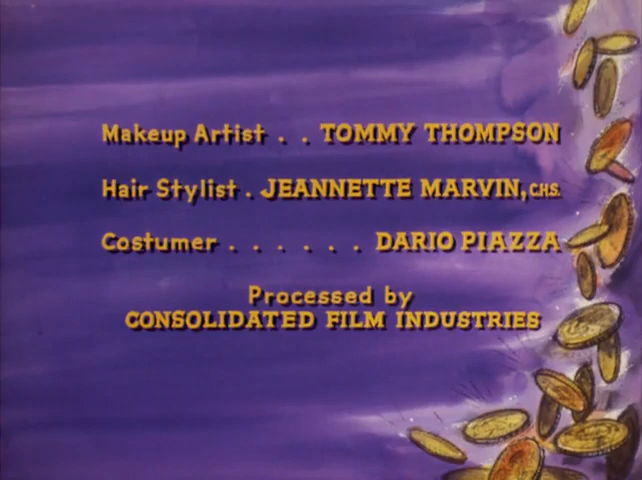 Makeup Artist . . TOMMY THOMPSON
Hair Stylist . JEANNETTE MARVIN, C.H.S.
Costumer . . . . . . DARIO PIAZZA
Processed by
CONSOLIDATED FILM INDUSTRIES